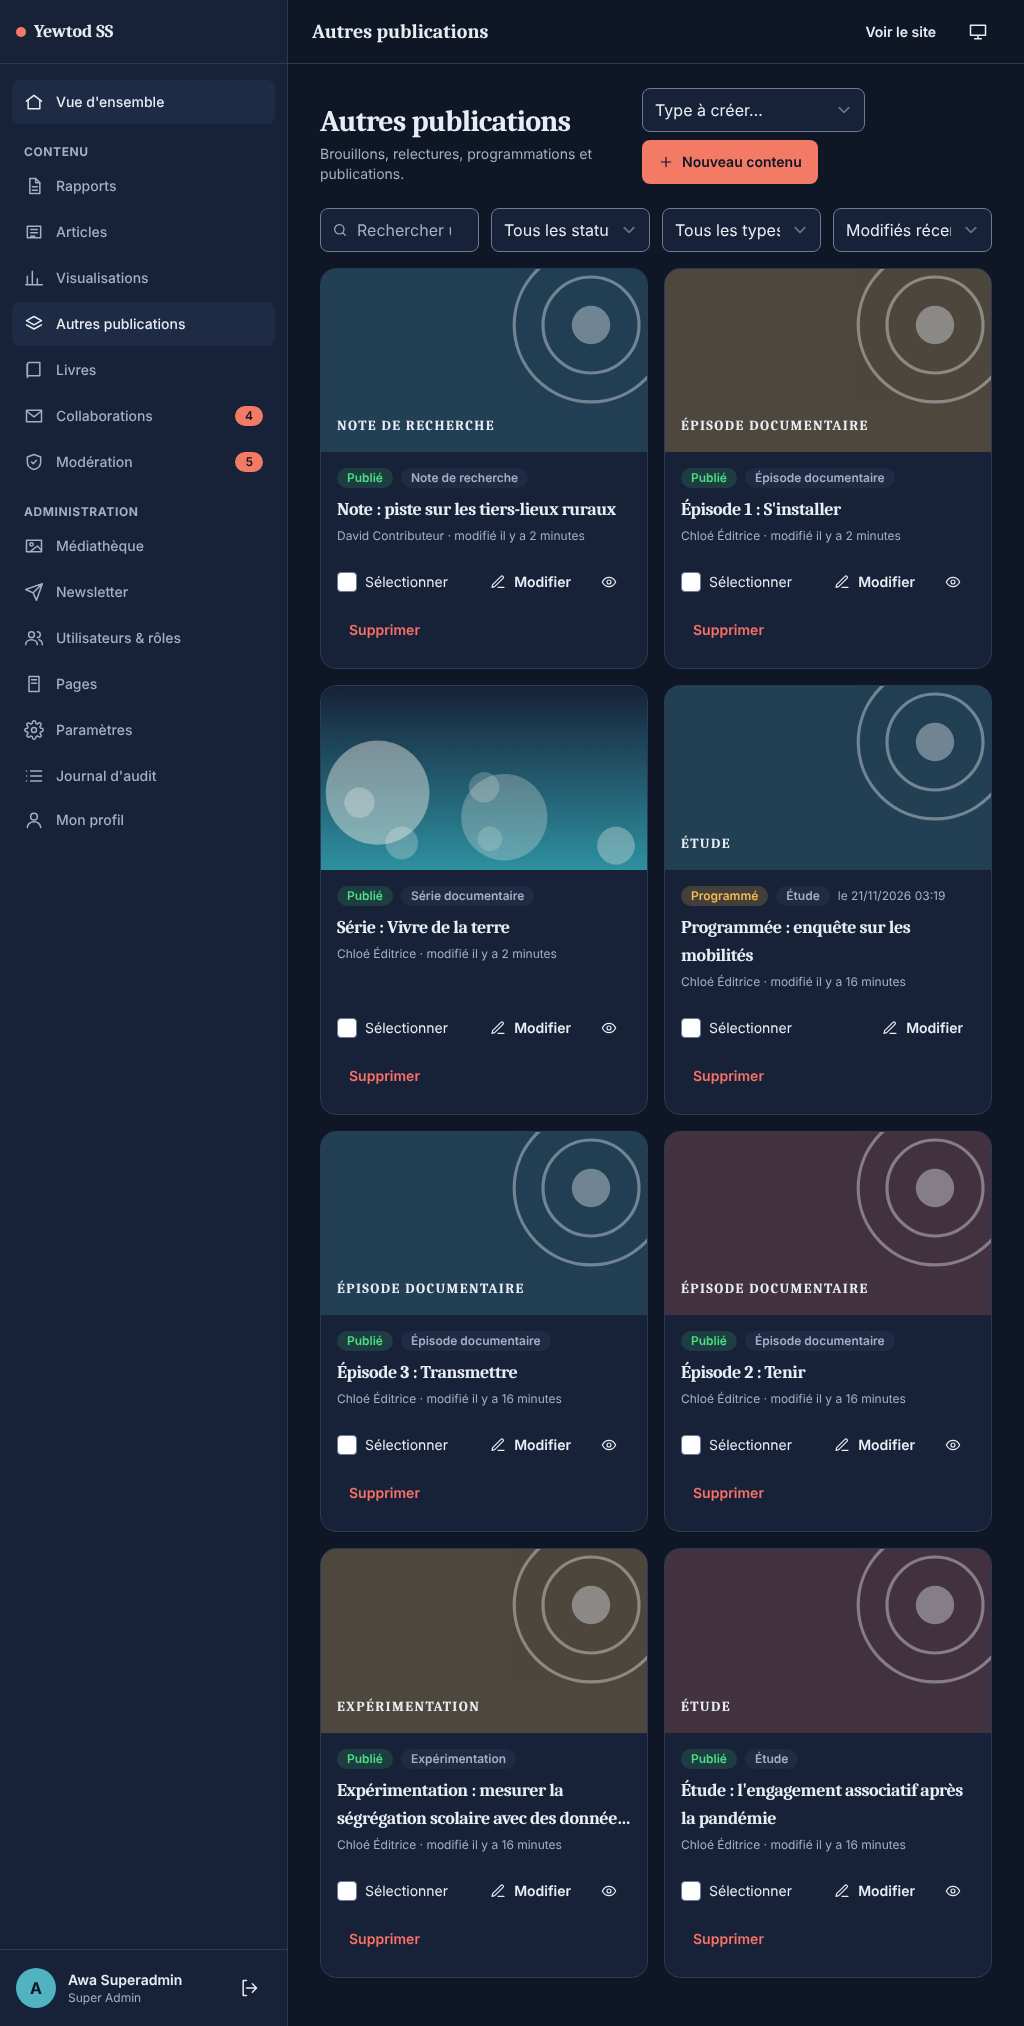 Yewtod SS
Autres publications
Voir le site
Vue d'ensemble
CONTENU
Rapports
Articles
Visualisations
Autres publications
Livres
Collaborations 4
Modération 5
ADMINISTRATION
Médiathèque
Newsletter
Utilisateurs & rôles
Pages
Paramètres
Journal d'audit
Mon profil
A
Awa Superadmin
Super Admin
Autres publications
Brouillons, relectures, programmations et
publications.
Type à créer...
+ Nouveau contenu
Rechercher
Tous les statu
Tous les types
Modifiés récer
NOTE DE RECHERCHE
Publié Note de recherche
Note : piste sur les tiers-lieux ruraux
David Contributeur · modifié il y a 2 minutes
Sélectionner Modifier
Supprimer
ÉPISODE DOCUMENTAIRE
Publié Épisode documentaire
Épisode 1 : S'installer
Chloé Éditrice · modifié il y a 2 minutes
Sélectionner Modifier
Supprimer
Publié Série documentaire
Série : Vivre de la terre
Chloé Éditrice · modifié il y a 2 minutes
Sélectionner Modifier
Supprimer
ÉTUDE
Programmé Étude le 21/11/2026 03:19
Programmée : enquête sur les
mobilités
Chloé Éditrice · modifié il y a 16 minutes
Sélectionner Modifier
Supprimer
ÉPISODE DOCUMENTAIRE
Publié Épisode documentaire
Épisode 3 : Transmettre
Chloé Éditrice · modifié il y a 16 minutes
Sélectionner Modifier
Supprimer
ÉPISODE DOCUMENTAIRE
Publié Épisode documentaire
Épisode 2 : Tenir
Chloé Éditrice · modifié il y a 16 minutes
Sélectionner Modifier
Supprimer
EXPÉRIMENTATION
Publié Expérimentation
Expérimentation : mesurer la
ségrégation scolaire avec des donnée...
Chloé Éditrice · modifié il y a 16 minutes
Sélectionner Modifier
Supprimer
ÉTUDE
Publié Étude
Étude : l'engagement associatif après
la pandémie
Chloé Éditrice · modifié il y a 16 minutes
Sélectionner Modifier
Supprimer